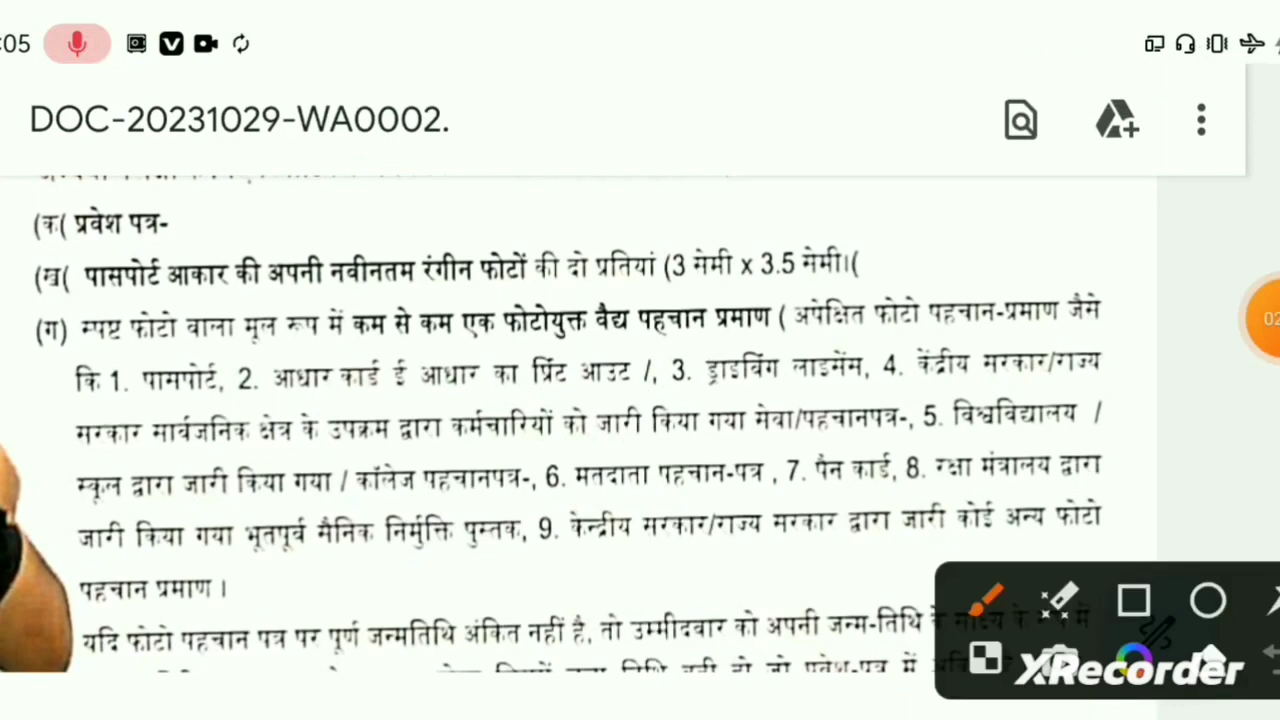 :05
DOC-20231029-WA0002.
(क( प्रवेश पत्र-
(ख( पासपोर्ट आकार की अपनी नवीनतम रंगीन फोटों की दो प्रतियां (3 सेमी x 3.5 सेमी।(
02
(ग) स्पष्ट फोटो वाला मूल रूप में कम से कम एक फोटोयुक्त वैद्य पहचान प्रमाण ( अपेक्षित फोटो पहचान-प्रमाण जैसे
कि 1. पासपोर्ट, 2. आधार कार्ड ई आधार का प्रिंट आउट /, 3. ड्राइविंग लाइसेंस, 4. केंद्रीय सरकार/राज्य
सरकार सार्वजनिक क्षेत्र के उपक्रम द्वारा कर्मचारियों को जारी किया गया सेवा/पहचानपत्र-, 5. विश्वविद्यालय /
स्कूल द्वारा जारी किया गया / कॉलेज पहचानपत्र-, 6. मतदाता पहचान-पत्र , 7. पैन कार्ड, 8. रक्षा मंत्रालय द्वारा
जारी किया गया भूतपूर्व सैनिक निर्मुक्ति पुस्तक, 9. केन्द्रीय सरकार/राज्य सरकार द्वारा जारी कोई अन्य फोटो
पहचान प्रमाण ।
यदि फोटो पहचान पत्र पर पूर्ण जन्मतिथि अंकित नहीं है, तो उम्मीदवार को अपनी जन्म-तिथि के साक्ष्य के रूप में
XRecorder